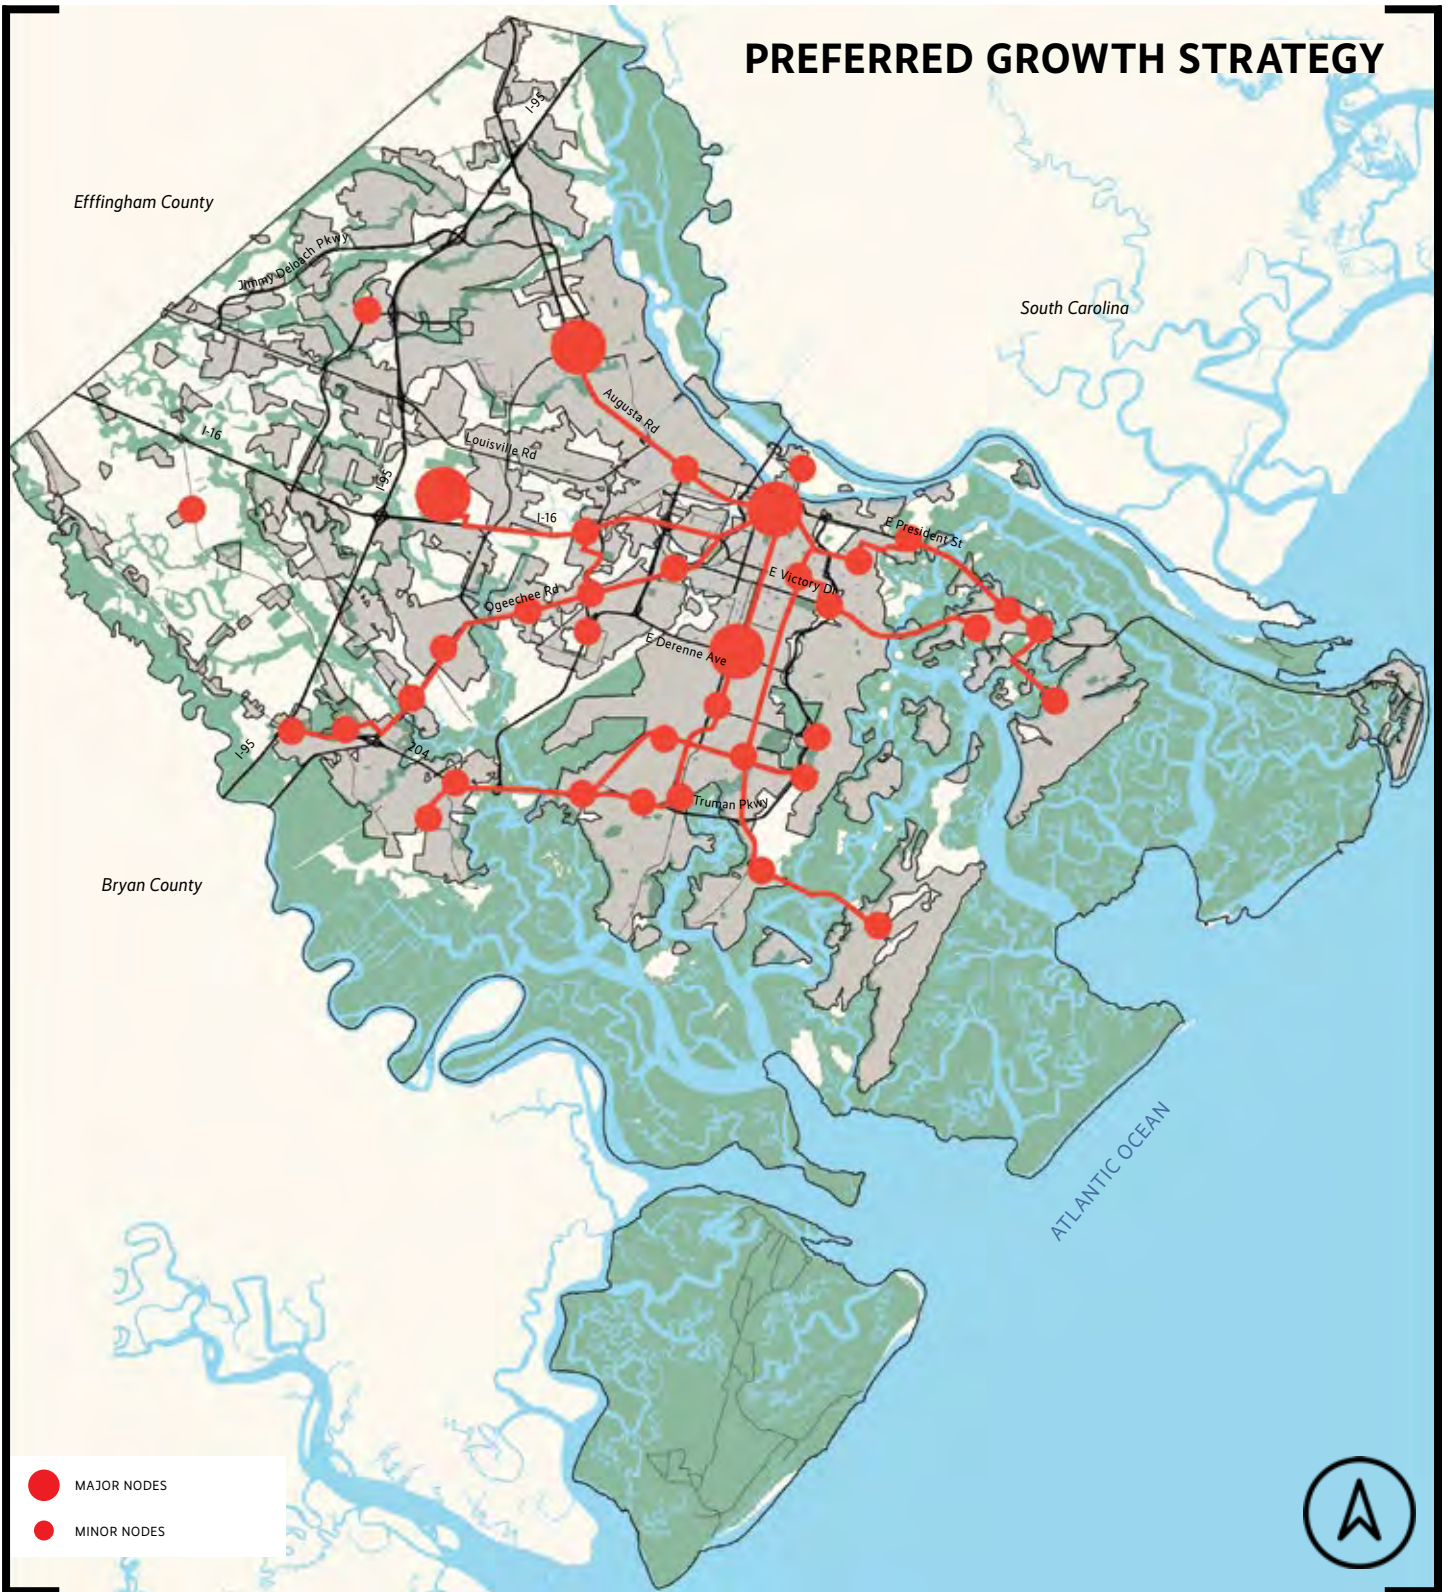 PREFERRED GROWTH STRATEGY
I-95
Efffingham County
Jimmy Deloach Pkwy
South Carolina
Augusta Rd
I-16
Louisville Rd
I-95
I-16
E President St
E Victory Dr
Ogeechee Rd
E Derenne Ave
I-95
204
Truman Pkwy
Bryan County
ATLANTIC OCEAN
MAJOR NODES
MINOR NODES